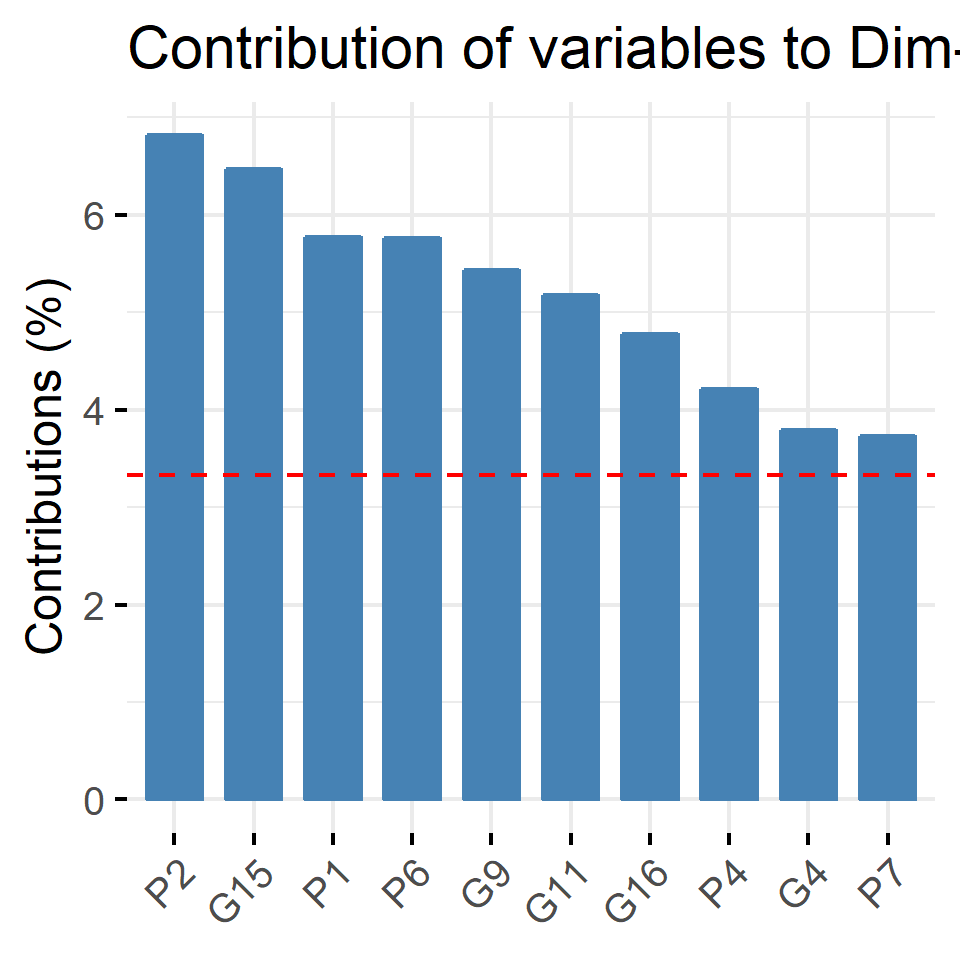 Contribution of variables to Dim-
Contributions (%)
6
4
2
0
P2
G15
P1
P6
G9
G11
G16
P4
G4
P7